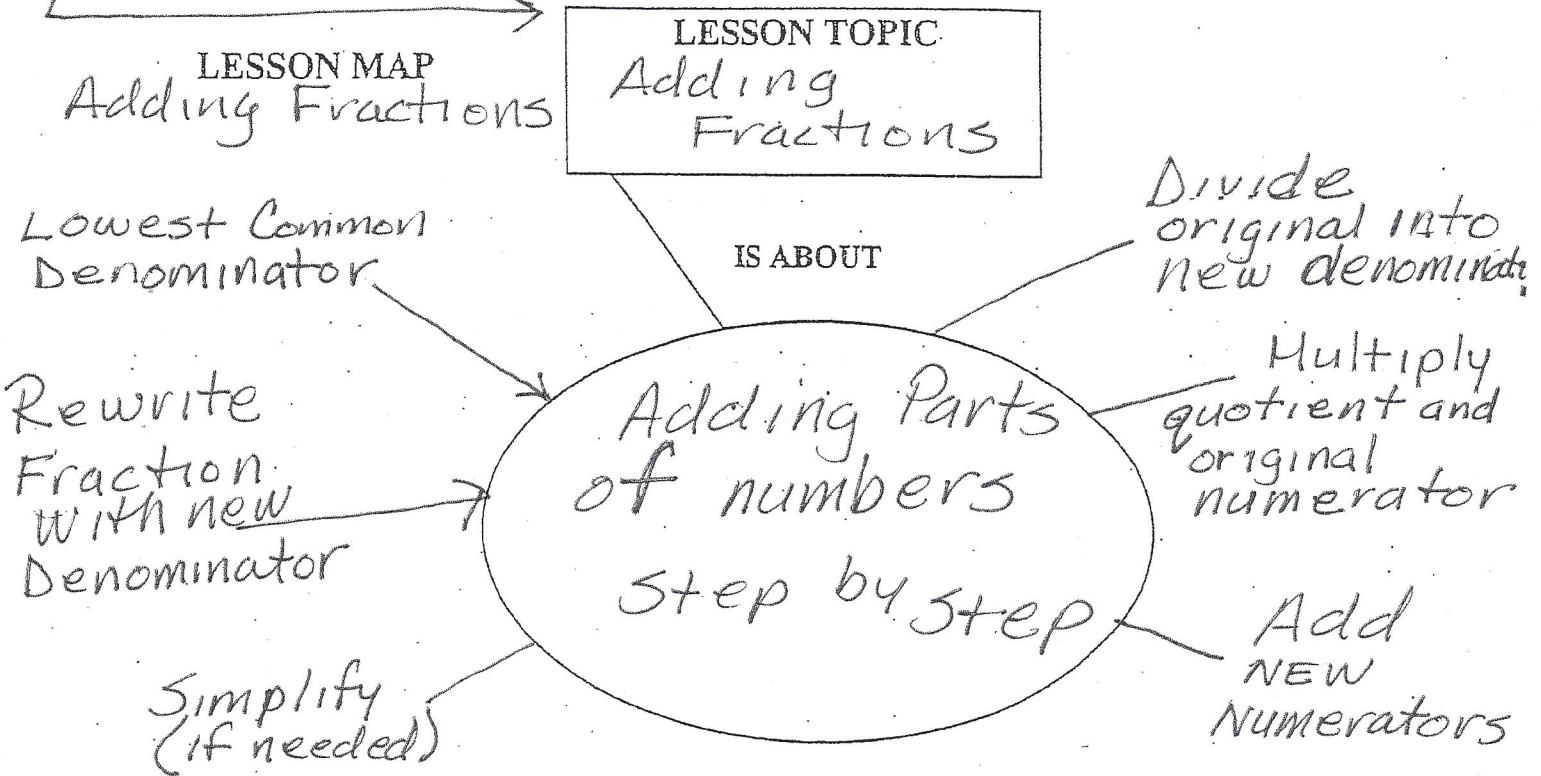 LESSON MAP
Adding Fractions
LESSON TOPIC
Adding
Fractions
IS ABOUT
Lowest Common
Denominator
Rewrite
Fraction
With new
Denominator
Simplify
(if needed)
Adding Parts
of numbers
Step by Step
Divide
original into
new denominator
Multiply
quotient and
original
numerator
Add
NEW
Numerators